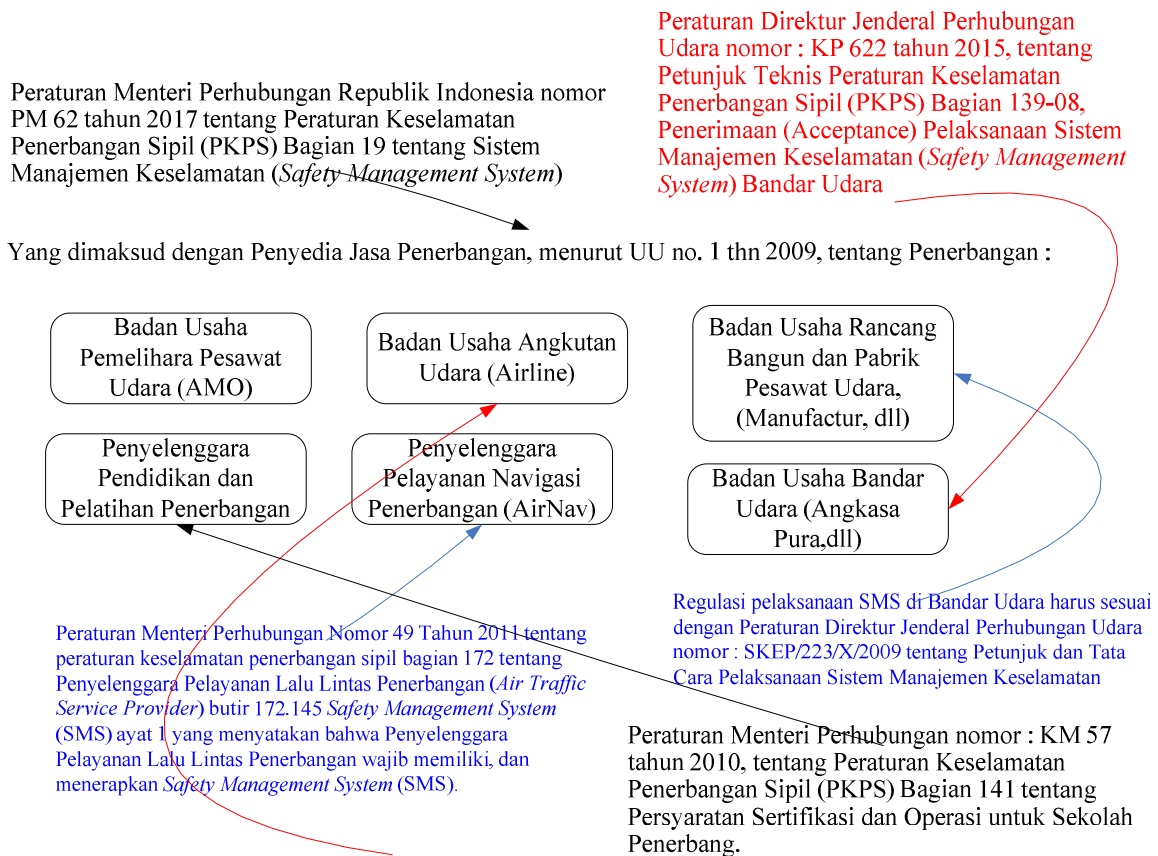 Peraturan Direktur Jenderal Perhubungan
Udara nomor : KP 622 tahun 2015, tentang
Petunjuk Teknis Peraturan Keselamatan
Penerbangan Sipil (PKPS) Bagian 139-08,
Penerimaan (Acceptance) Pelaksanaan Sistem
Manajemen Keselamatan (Safety Management
System) Bandar Udara
Peraturan Menteri Perhubungan Republik Indonesia nomor
PM 62 tahun 2017 tentang Peraturan Keselamatan
Penerbangan Sipil (PKPS) Bagian 19 tentang Sistem
Manajemen Keselamatan (Safety Management System)
Yang dimaksud dengan Penyedia Jasa Penerbangan, menurut UU no. 1 thn 2009, tentang Penerbangan :
Badan Usaha
Pemelihara Pesawat
Udara (AMO)
Badan Usaha Angkutan
Udara (Airline)
Badan Usaha Rancang
Bangun dan Pabrik
Pesawat Udara,
(Manufactur, dll)
Penyelenggara
Pendidikan dan
Pelatihan Penerbangan
Penyelenggara
Pelayanan Navigasi
Penerbangan (AirNav)
Badan Usaha Bandar
Udara (Angkasa
Pura,dll)
Peraturan Menteri Perhubungan Nomor 49 Tahun 2011 tentang
peraturan keselamatan penerbangan sipil bagian 172 tentang
Penyelenggara Pelayanan Lalu Lintas Penerbangan (Air Traffic
Service Provider) butir 172.145 Safety Management System
(SMS) ayat 1 yang menyatakan bahwa Penyelenggara
Pelayanan Lalu Lintas Penerbangan wajib memiliki, dan
menerapkan Safety Management System (SMS).
Regulasi pelaksanaan SMS di Bandar Udara harus sesuai
dengan Peraturan Direktur Jenderal Perhubungan Udara
nomor : SKEP/223/X/2009 tentang Petunjuk dan Tata
Cara Pelaksanaan Sistem Manajemen Keselamatan
Peraturan Menteri Perhubungan nomor : KM 57
tahun 2010, tentang Peraturan Keselamatan
Penerbangan Sipil (PKPS) Bagian 141 tentang
Persyaratan Sertifikasi dan Operasi untuk Sekolah
Penerbang.